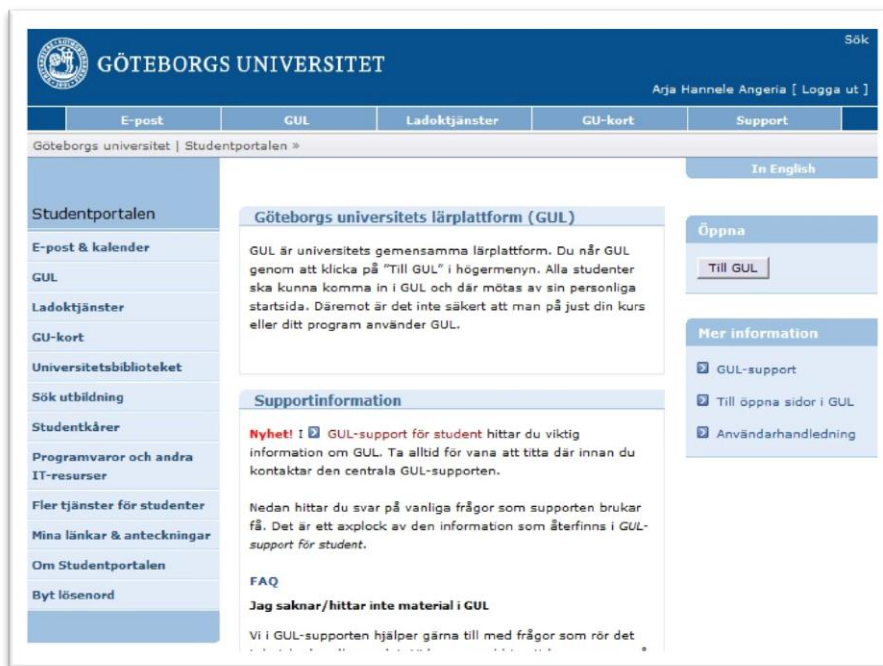 Sök
GÖTEBORGS UNIVERSITET
Arja Hannele Angeria [ Logga ut ]
E-post GUL Ladoktjänster GU-kort Support
Göteborgs universitet | Studentportalen »
In English
Studentportalen
E-post & kalender
GUL
Ladoktjänster
GU-kort
Universitetsbiblioteket
Sök utbildning
Studentkårer
Programvaror och andra
IT-resurser
Fler tjänster för studenter
Mina länkar & anteckningar
Om Studentportalen
Byt lösenord
Göteborgs universitets lärplattform (GUL)
GUL är universitets gemensamma lärplattform. Du når GUL
genom att klicka på "Till GUL" i högermenyn. Alla studenter
ska kunna komma in i GUL och där mötas av sin personliga
startsida. Däremot är det inte säkert att man på just din kurs
eller ditt program använder GUL.
Supportinformation
Nyhet! I GUL-support för student hittar du viktig
information om GUL. Ta alltid för vana att titta där innan du
kontaktar den centrala GUL-supporten.
Nedan hittar du svar på vanliga frågor som supporten brukar
få. Det är ett axplock av den information som återfinns i GUL-
support för student.
FAQ
Jag saknar/hittar inte material i GUL
Vi i GUL-supporten hjälper gärna till med frågor som rör det
Öppna
Till GUL
Mer information
GUL-support
Till öppna sidor i GUL
Användarhandledning